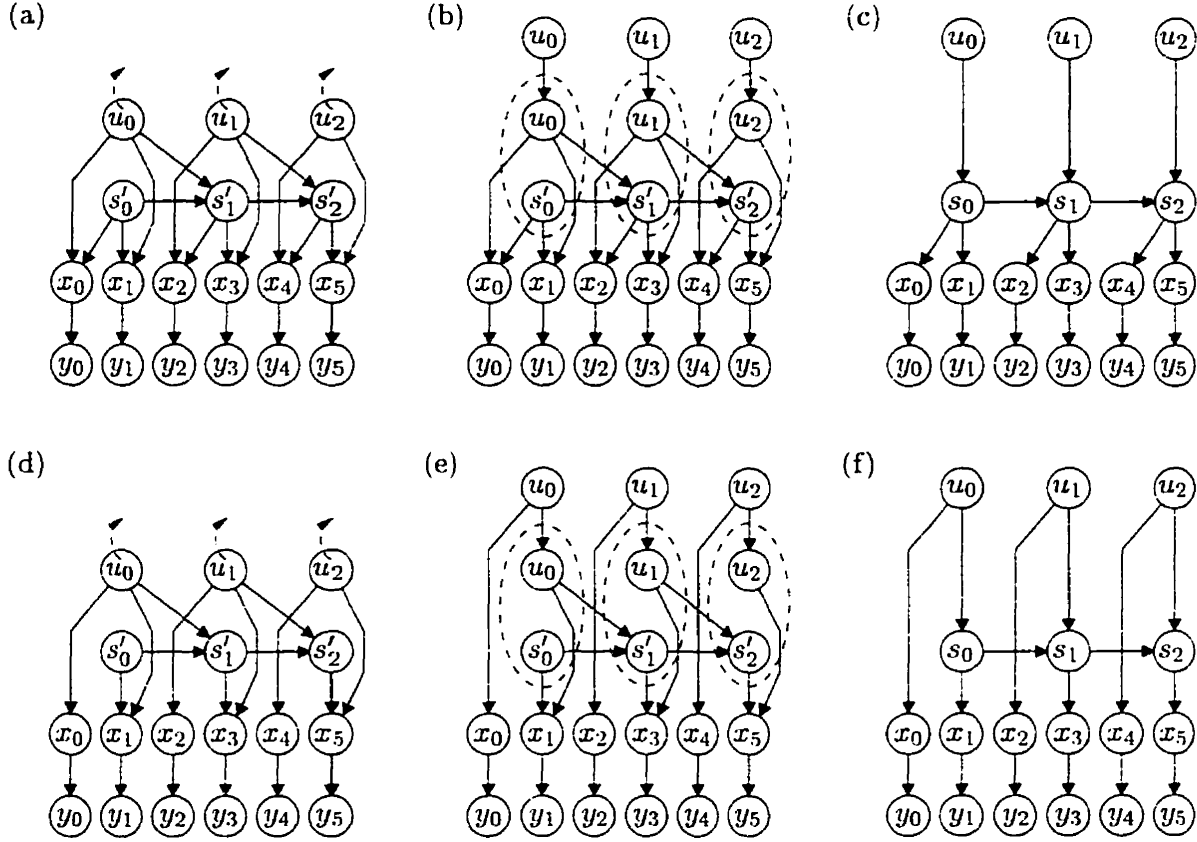 (a) (b) (c)
u₀ u₁ u₂ u₀ u₁ u₂
u₀ u₁ u₂ u₀ u₁ u₂
s′₀ s′₁ s′₂ s′₀ s′₁ s′₂ s₀ s₁ s₂
x₀ x₁ x₂ x₃ x₄ x₅ x₀ x₁ x₂ x₃ x₄ x₅ x₀ x₁ x₂ x₃ x₄ x₅
y₀ y₁ y₂ y₃ y₄ y₅ y₀ y₁ y₂ y₃ y₄ y₅ y₀ y₁ y₂ y₃ y₄ y₅
(d) (e) (f)
u₀ u₁ u₂ u₀ u₁ u₂
u₀ u₁ u₂ u₀ u₁ u₂
s′₀ s′₁ s′₂ s′₀ s′₁ s′₂ s₀ s₁ s₂
x₀ x₁ x₂ x₃ x₄ x₅ x₀ x₁ x₂ x₃ x₄ x₅ x₀ x₁ x₂ x₃ x₄ x₅
y₀ y₁ y₂ y₃ y₄ y₅ y₀ y₁ y₂ y₃ y₄ y₅ y₀ y₁ y₂ y₃ y₄ y₅